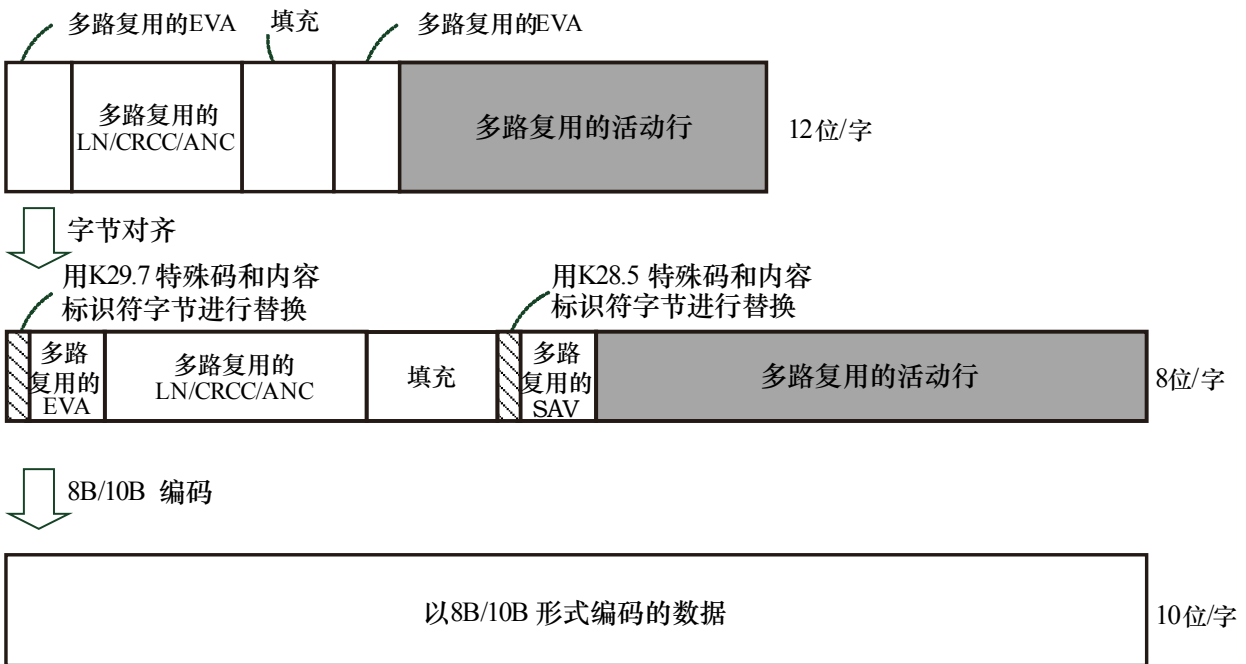 多路复用的EVA
填充
多路复用的EVA
多路复用的
LN/CRCC/ANC
多路复用的活动行
12位/字
字节对齐
用K29.7 特殊码和内容
标识符字节进行替换
用K28.5 特殊码和内容
标识符字节进行替换
多路
复用的
EVA
多路复用的
LN/CRCC/ANC
填充
多路
复用的
SAV
多路复用的活动行
8位/字
8B/10B 编码
以8B/10B 形式编码的数据
10位/字